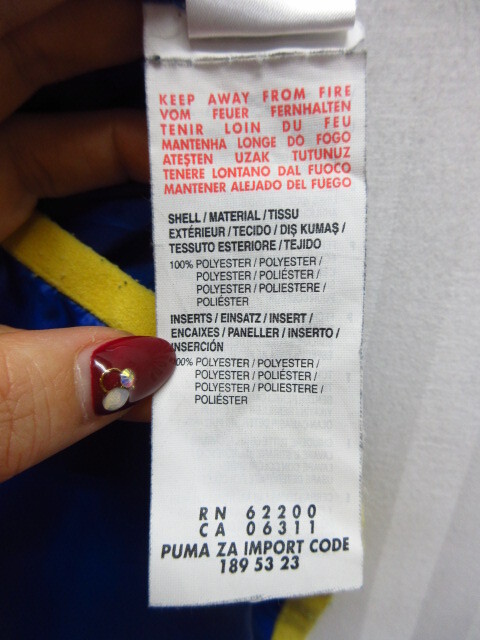 KEEP AWAY FROM FIRE
VOM FEUER FERNHALTEN
TENIR LOIN DU FEU
MANTENHA LONGE DO FOGO
ATEŞTEN UZAK TUTUNUZ
TENERE LONTANO DAL FUOCO
MANTENER ALEJADO DEL FUEGO
SHELL / MATERIAL / TISSU
EXTÉRIEUR / TECIDO / DIŞ KUMAŞ /
TESSUTO ESTERIORE / TEJIDO
100% POLYESTER / POLYESTER /
POLYESTER / POLIÉSTER /
POLYESTER / POLIESTERE /
POLIÉSTER
INSERTS / EINSATZ / INSERT /
ENCAIXES / PANELLER / INSERTO /
INSERCIÓN
100% POLYESTER / POLYESTER /
POLYESTER / POLIÉSTER /
POLYESTER / POLIESTERE /
POLIÉSTER
RN 62200
CA 06311
PUMA ZA IMPORT CODE
189 53 23